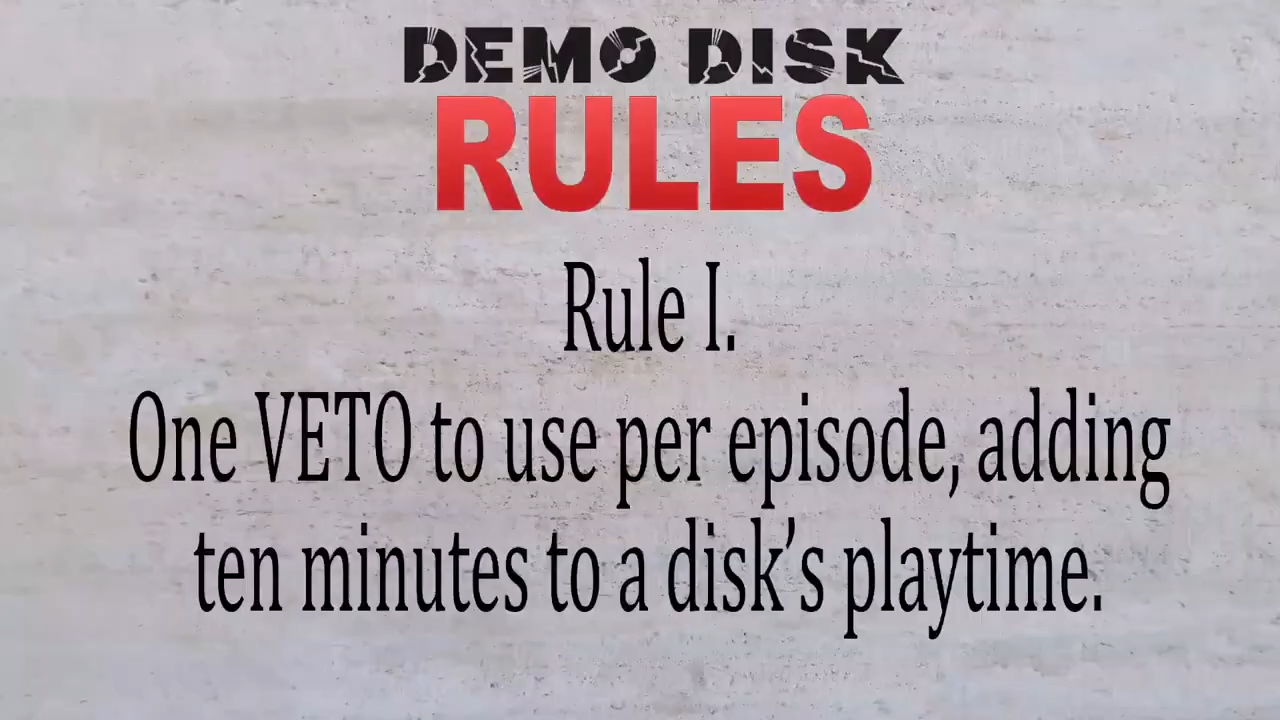 DEMO DISK
RULES
Rule I.
One VETO to use per episode, adding
ten minutes to a disk’s playtime.